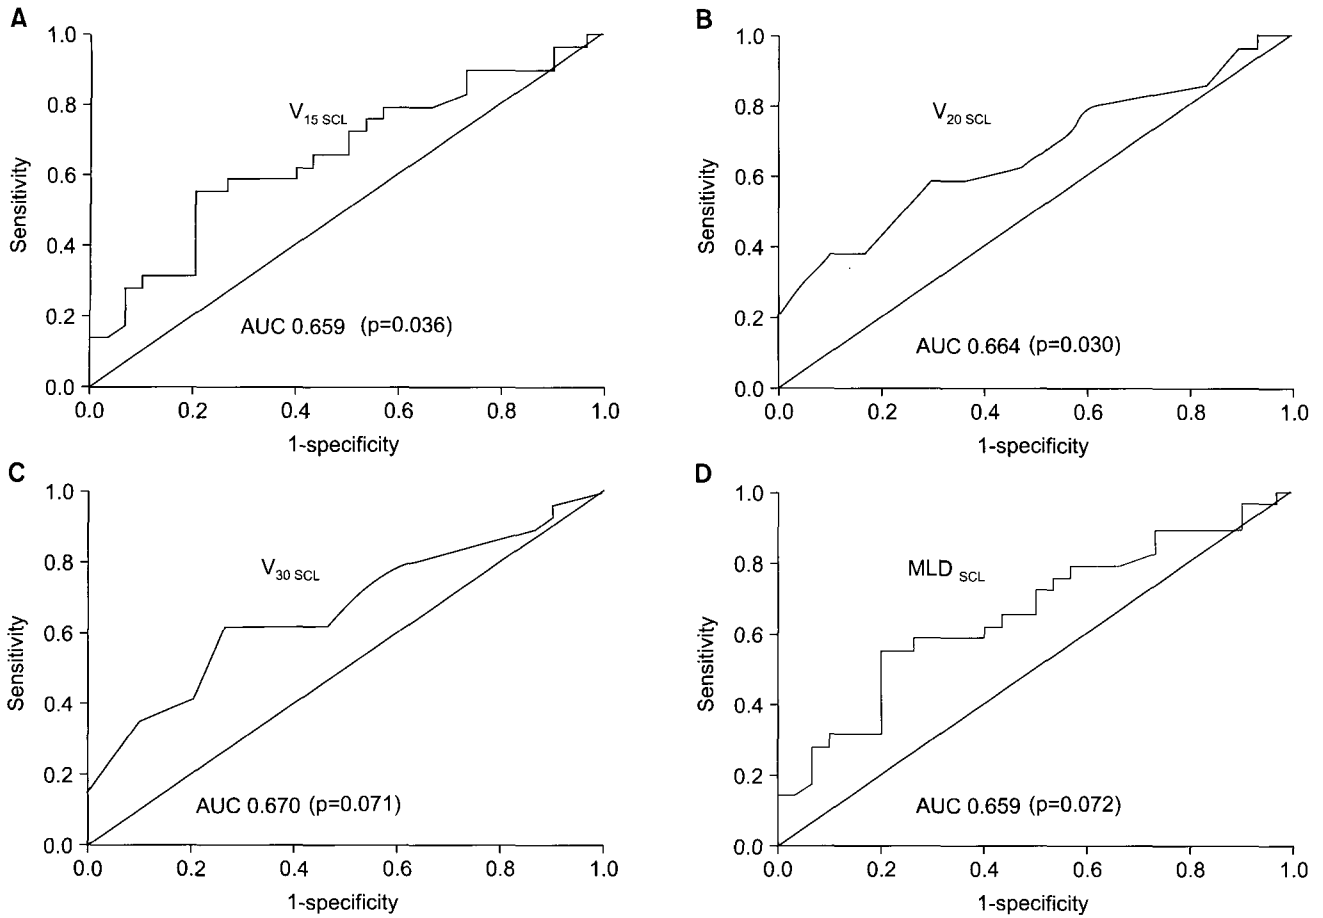 A
1.0
0.8
0.6
0.4
0.2
0.0
Sensitivity
V15 SCL
AUC 0.659 (p=0.036)
0.0 0.2 0.4 0.6 0.8 1.0
1-specificity
B
1.0
0.8
0.6
0.4
0.2
0.0
Sensitivity
V20 SCL
AUC 0.664 (p=0.030)
0.0 0.2 0.4 0.6 0.8 1.0
1-specificity
C
1.0
0.8
0.6
0.4
0.2
0.0
Sensitivity
V30 SCL
AUC 0.670 (p=0.071)
0.0 0.2 0.4 0.6 0.8 1.0
1-specificity
D
1.0
0.8
0.6
0.4
0.2
0.0
Sensitivity
MLD SCL
AUC 0.659 (p=0.072)
0.0 0.2 0.4 0.6 0.8 1.0
1-specificity